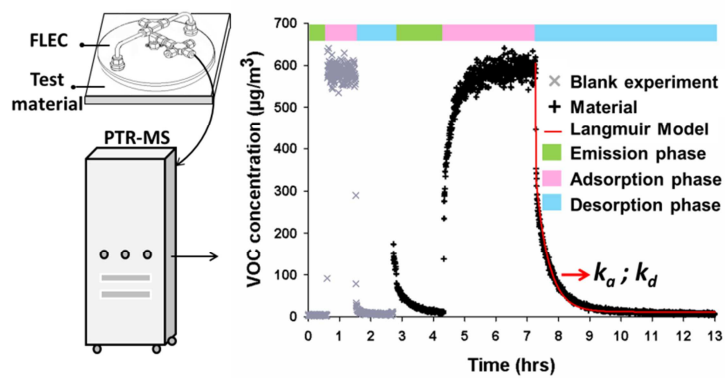 FLEC
Test
material
PTR-MS
VOC concentration (µg/m³)
700
600
500
400
300
200
100
0
0 1 2 3 4 5 6 7 8 9 10 11 12 13
Time (hrs)
Blank experiment
Material
Langmuir Model
Emission phase
Adsorption phase
Desorption phase
kₐ ; k_d